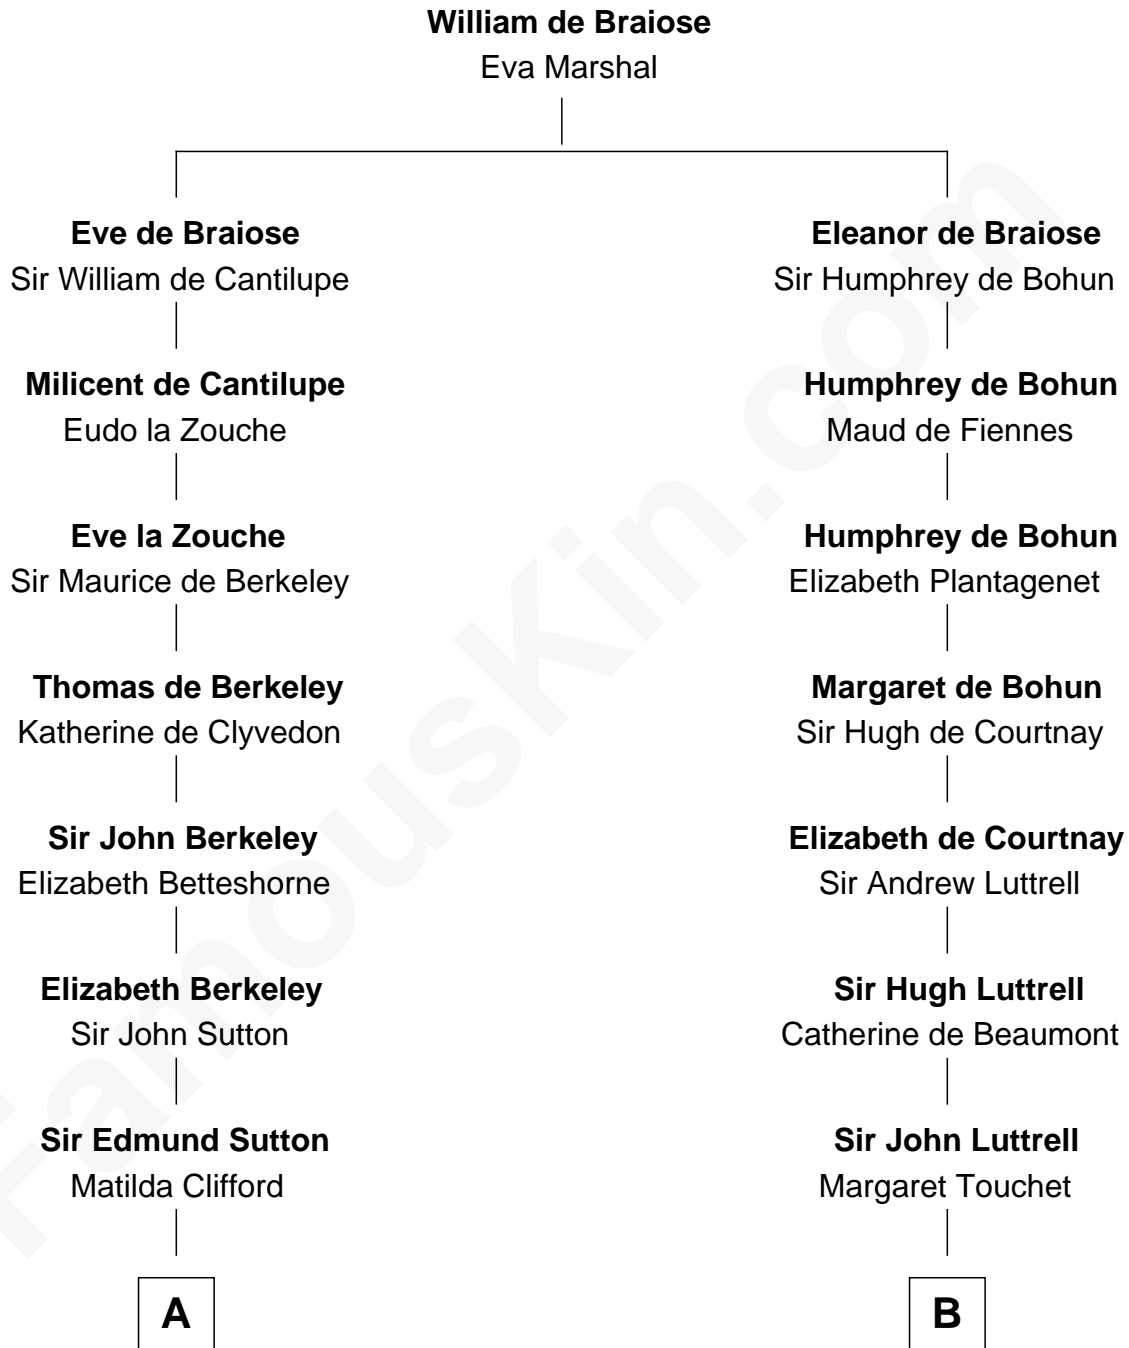 William de Braiose
Eva Marshal
Eve de Braiose
Sir William de Cantilupe
Eleanor de Braiose
Sir Humphrey de Bohun
Milicent de Cantilupe
Eudo la Zouche
Humphrey de Bohun
Maud de Fiennes
Eve la Zouche
Sir Maurice de Berkeley
Humphrey de Bohun
Elizabeth Plantagenet
Thomas de Berkeley
Katherine de Clyvedon
Margaret de Bohun
Sir Hugh de Courtnay
Sir John Berkeley
Elizabeth Betteshorne
Elizabeth de Courtnay
Sir Andrew Luttrell
Elizabeth Berkeley
Sir John Sutton
Sir Hugh Luttrell
Catherine de Beaumont
Sir Edmund Sutton
Matilda Clifford
Sir John Luttrell
Margaret Touchet
A
B
FamousKin.com